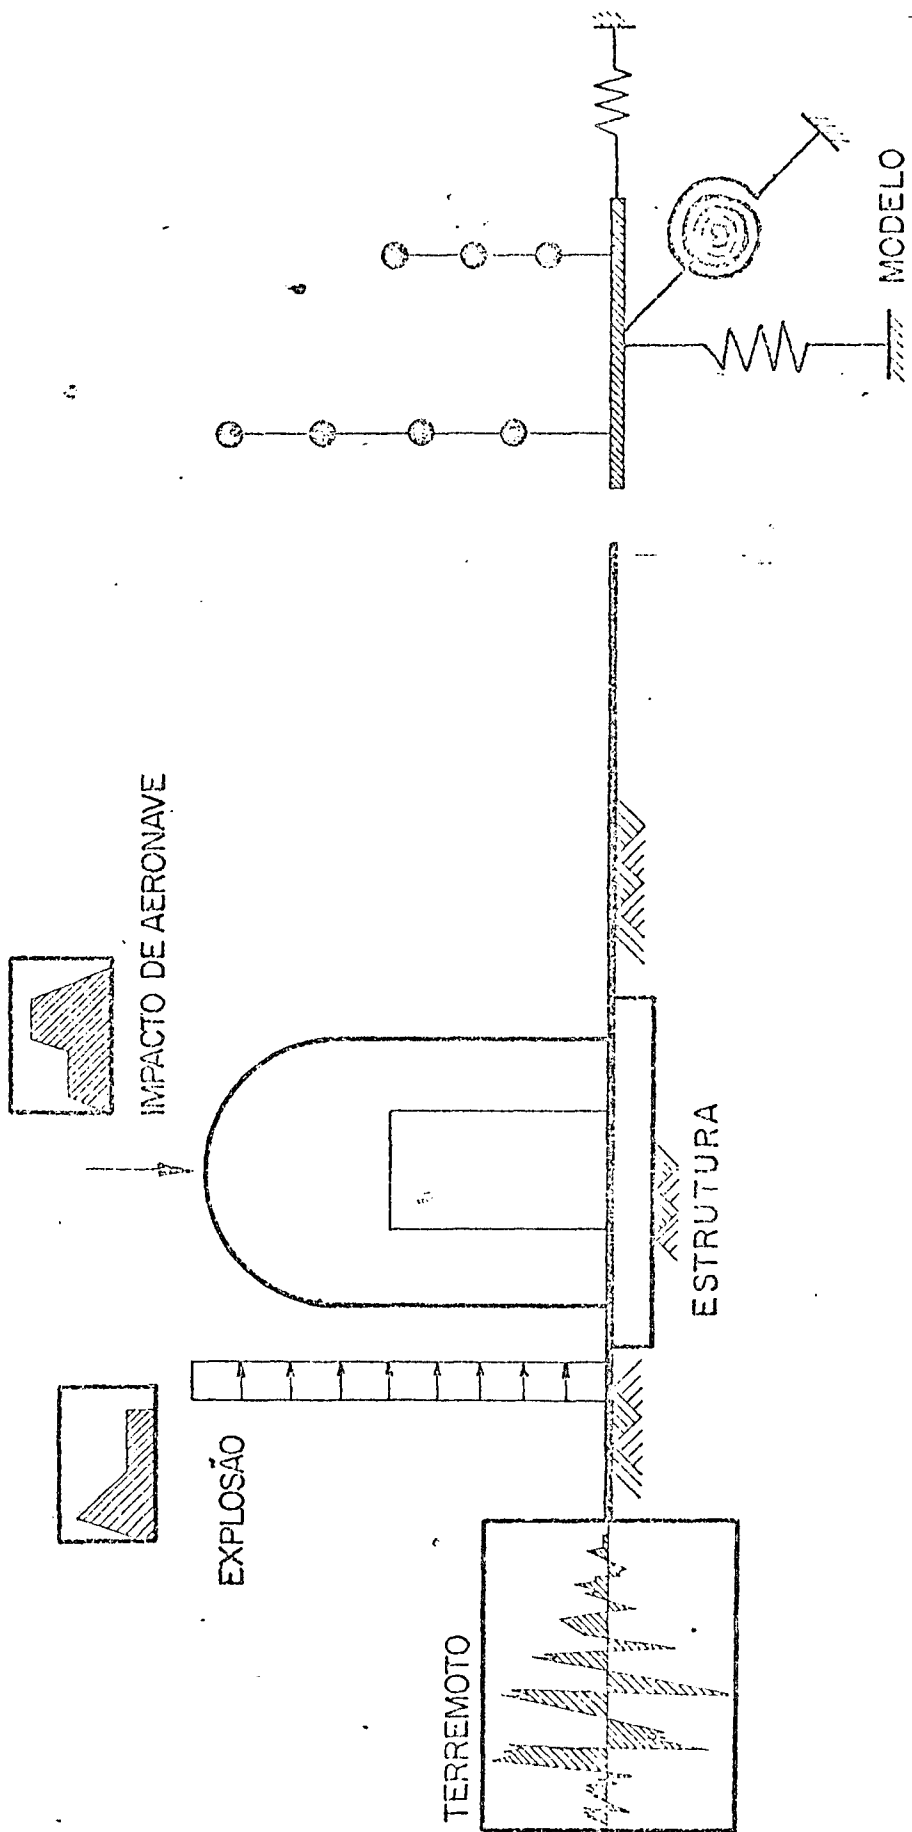 IMPACTO DE AERONAVE
EXPLOSÃO
TERREMOTO
ESTRUTURA
MODELO